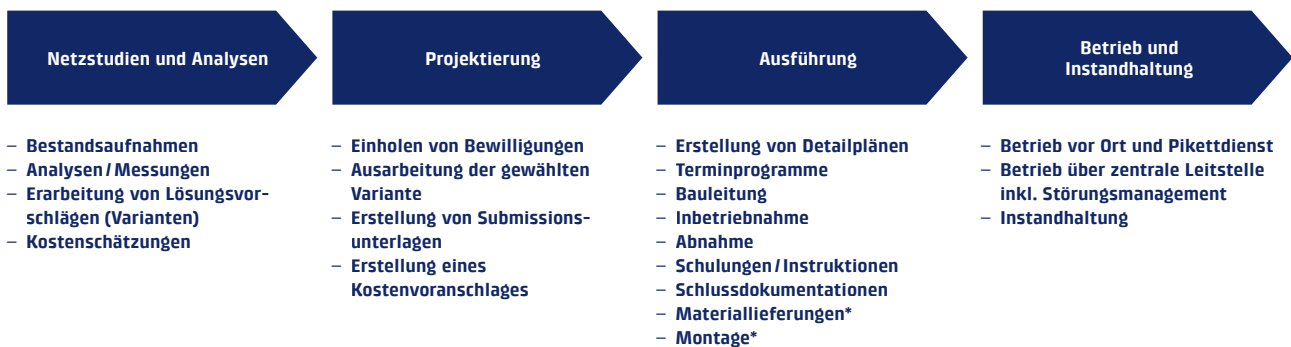 Netzstudien und Analysen
Projektierung
Ausführung
Betrieb und
Instandhaltung
– Bestandsaufnahmen
– Analysen/Messungen
– Erarbeitung von Lösungsvor-
schlägen (Varianten)
– Kostenschätzungen
– Einholen von Bewilligungen
– Ausarbeitung der gewählten
Variante
– Erstellung von Submissions-
unterlagen
– Erstellung eines
Kostenvoranschlages
– Erstellung von Detailplänen
– Terminprogramme
– Bauleitung
– Inbetriebnahme
– Abnahme
– Schulungen/Instruktionen
– Schlussdokumentationen
– Materiallieferungen*
– Montage*
– Betrieb vor Ort und Pikettdienst
– Betrieb über zentrale Leitstelle
inkl. Störungsmanagement
– Instandhaltung